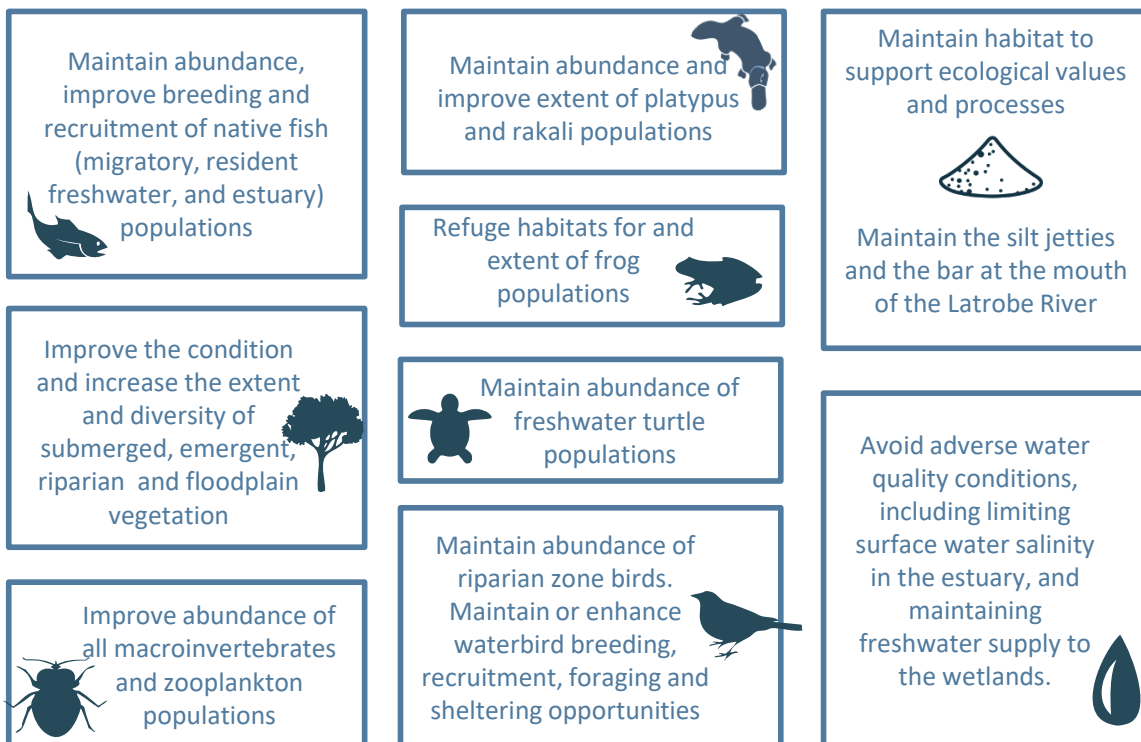 Maintain abundance,
improve breeding and
recruitment of native fish
(migratory, resident
freshwater, and estuary)
populations
Improve the condition
and increase the extent
and diversity of
submerged, emergent,
riparian and floodplain
vegetation
Improve abundance of
all macroinvertebrates
and zooplankton
populations
Maintain abundance and
improve extent of platypus
and rakali populations
Refuge habitats for and
extent of frog
populations
Maintain abundance of
freshwater turtle
populations
Maintain abundance of
riparian zone birds.
Maintain or enhance
waterbird breeding,
recruitment, foraging and
sheltering opportunities
Maintain habitat to
support ecological values
and processes
Maintain the silt jetties
and the bar at the mouth
of the Latrobe River
Avoid adverse water
quality conditions,
including limiting
surface water salinity
in the estuary, and
maintaining
freshwater supply to
the wetlands.